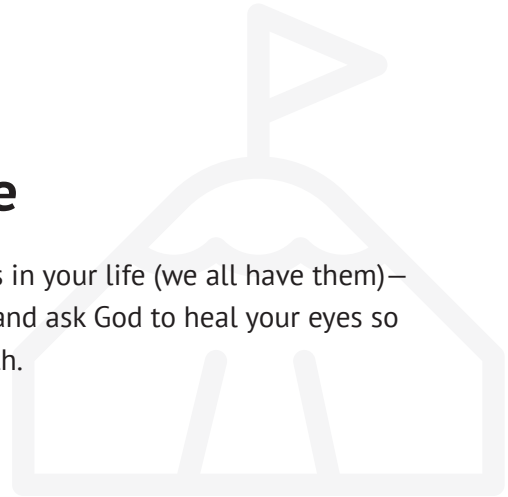 e
s in your life (we all have them)—
and ask God to heal your eyes so
h.